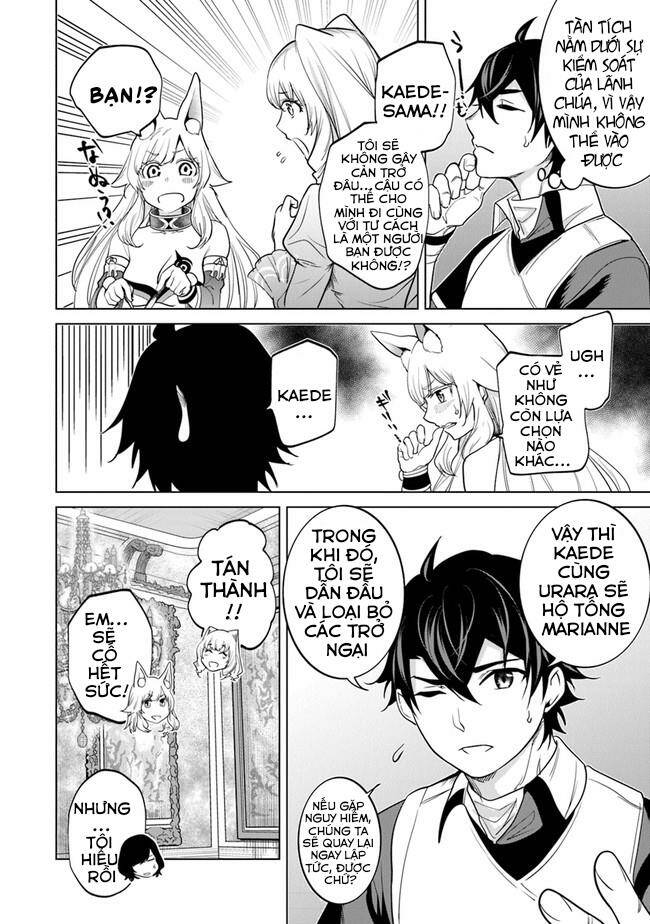 TÀN TÍCH
NẰM DƯỚI SỰ
KIỂM SOÁT
CỦA LÃNH
CHÚA, VÌ VẬY
MÌNH KHÔNG
THỂ VÀO
ĐƯỢC
KAEDE-
SAMA!!
TÔI SẼ
KHÔNG GÂY
CẢN TRỞ
ĐÂU... CẬU CÓ
THỂ CHO
MÌNH ĐI CÙNG
VỚI TƯ CÁCH
LÀ MỘT NGƯỜI
BẠN ĐƯỢC
KHÔNG!?
BẠN!?
なぬっ!?
UGH
...
CÓ VẺ
NHƯ
KHÔNG
CÒN LỰA
CHỌN
NÀO
KHÁC...
KAEDE
...
VẬY THÌ
KAEDE
CÙNG
URARA SẼ
HỘ TỐNG
MARIANNE
TRONG
KHI ĐÓ,
TÔI SẼ
DẪN ĐẦU
VÀ LOẠI BỎ
CÁC TRỞ
NGẠI
NẾU GẶP
NGUY HIỂM,
CHÚNG TA
SẼ QUAY LẠI
NGAY LẬP
TỨC, ĐƯỢC
CHỨ?
TÁN
THÀNH
!!
EM...
SẼ
CỐ
HẾT
SỨC!
NHƯNG
...
TÔI
HIỂU
RỒI